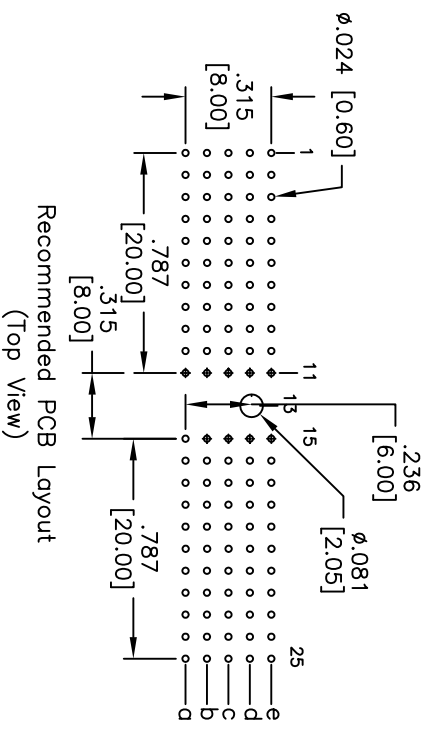 ø.024 [0.60]
.315
[8.00]
1
11
13
15
25
.236
[6.00]
ø.081
[2.05]
.787
[20.00]
.315
[8.00]
.787
[20.00]
a
b
c
d
e
Recommended PCB Layout
(Top View)